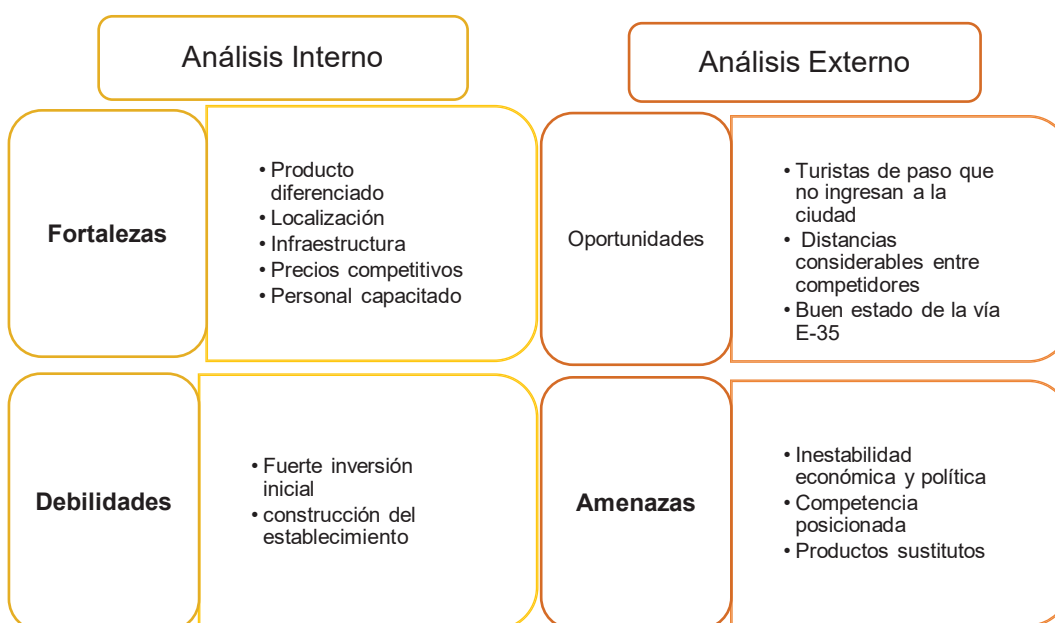 Análisis Interno
Fortalezas
• Producto
diferenciado
• Localización
• Infraestructura
• Precios competitivos
• Personal capacitado
Debilidades
• Fuerte inversión
inicial
• construcción del
establecimiento
Análisis Externo
Oportunidades
• Turistas de paso que
no ingresan a la
ciudad
• Distancias
considerables entre
competidores
• Buen estado de la vía
E-35
Amenazas
• Inestabilidad
económica y política
• Competencia
posicionada
• Productos sustitutos